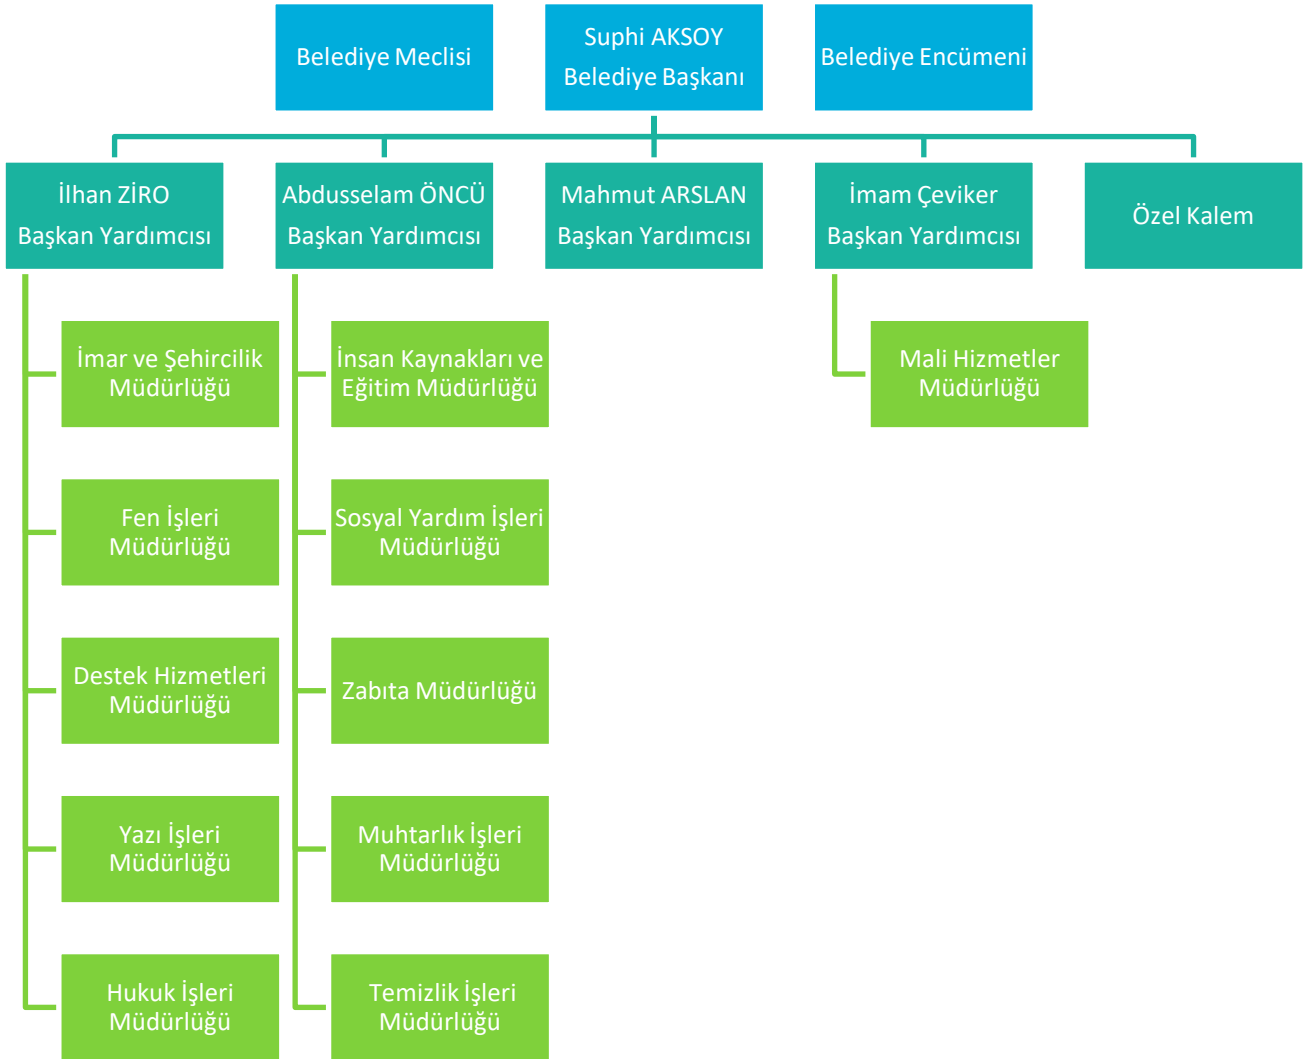 Belediye Meclisi
Suphi AKSOY
Belediye Başkanı
Belediye Encümeni
İlhan ZİRO
Başkan Yardımcısı
Abdusselam ÖNCÜ
Başkan Yardımcısı
Mahmut ARSLAN
Başkan Yardımcısı
İmam Çeviker
Başkan Yardımcısı
Özel Kalem
İmar ve Şehircilik
Müdürlüğü
Fen İşleri
Müdürlüğü
Destek Hizmetleri
Müdürlüğü
Yazı İşleri
Müdürlüğü
Hukuk İşleri
Müdürlüğü
İnsan Kaynakları ve
Eğitim Müdürlüğü
Sosyal Yardım İşleri
Müdürlüğü
Zabıta Müdürlüğü
Muhtarlık İşleri
Müdürlüğü
Temizlik İşleri
Müdürlüğü
Mali Hizmetler
Müdürlüğü